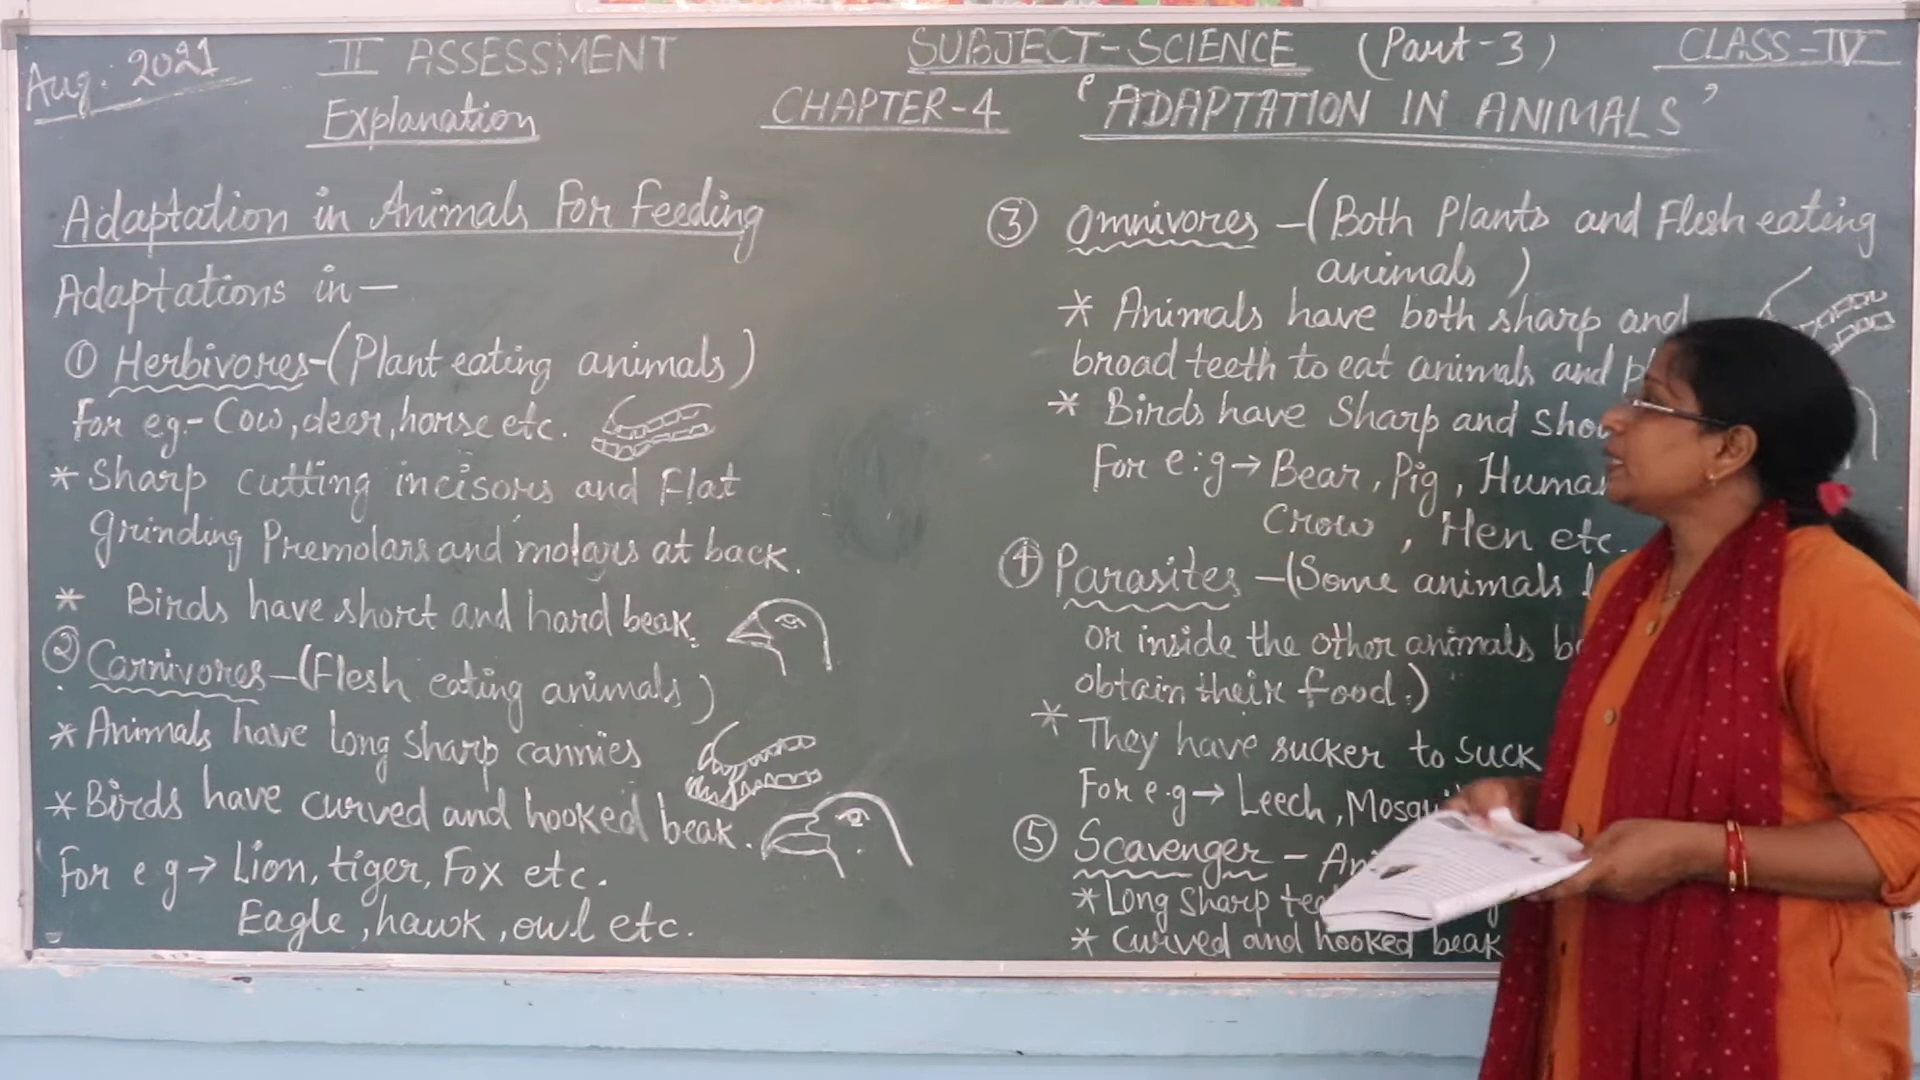 Aug. 2021
II ASSESSMENT
Explanation
SUBJECT-SCIENCE (Part-3)
CLASS-IV
CHAPTER-4 'ADAPTATION IN ANIMALS'
Adaptation in Animals For Feeding
Adaptations in-
① Herbivores-(Plant eating animals)
For eg.- Cow, deer, horse etc.
* Sharp cutting incisors and Flat
grinding Premolars and molars at back.
* Birds have short and hard beak.
② Carnivores-(Flesh eating animals)
* Animals have long sharp cannies
* Birds have curved and hooked beak.
For e g → Lion, tiger, Fox etc.
Eagle, hawk, owl etc.
③ Omnivores -(Both Plants and Flesh eating
animals)
* Animals have both sharp and
broad teeth to eat animals and
* Birds have Sharp and
For e:g → Bear, Pig,
Crow, Hen etc.
④ Parasites -(Some animals
or inside the other animals
obtain their food.)
* They have sucker to suck
For e.g → Leech,
⑤ Scavenger -
* Long sharp
* Curved and hooked beak